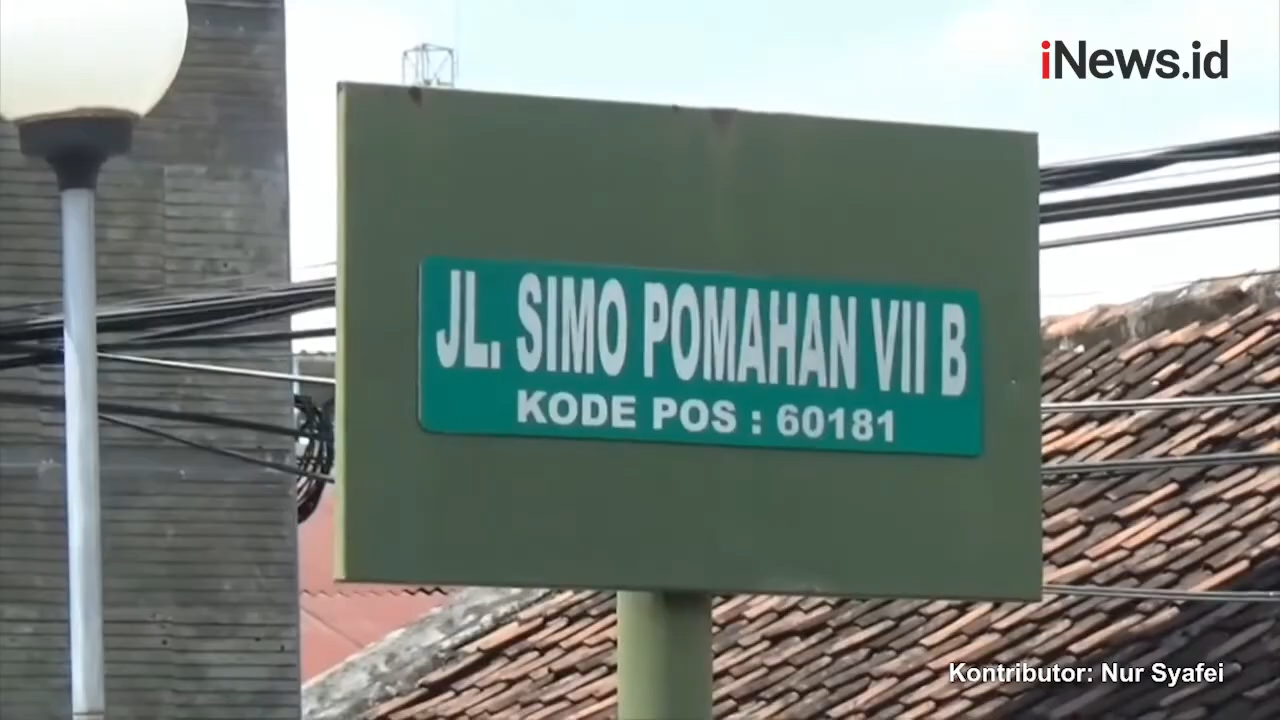 iNews.id
JL. SIMO POMAHAN VII B
KODE POS : 60181
Kontributor: Nur Syafei